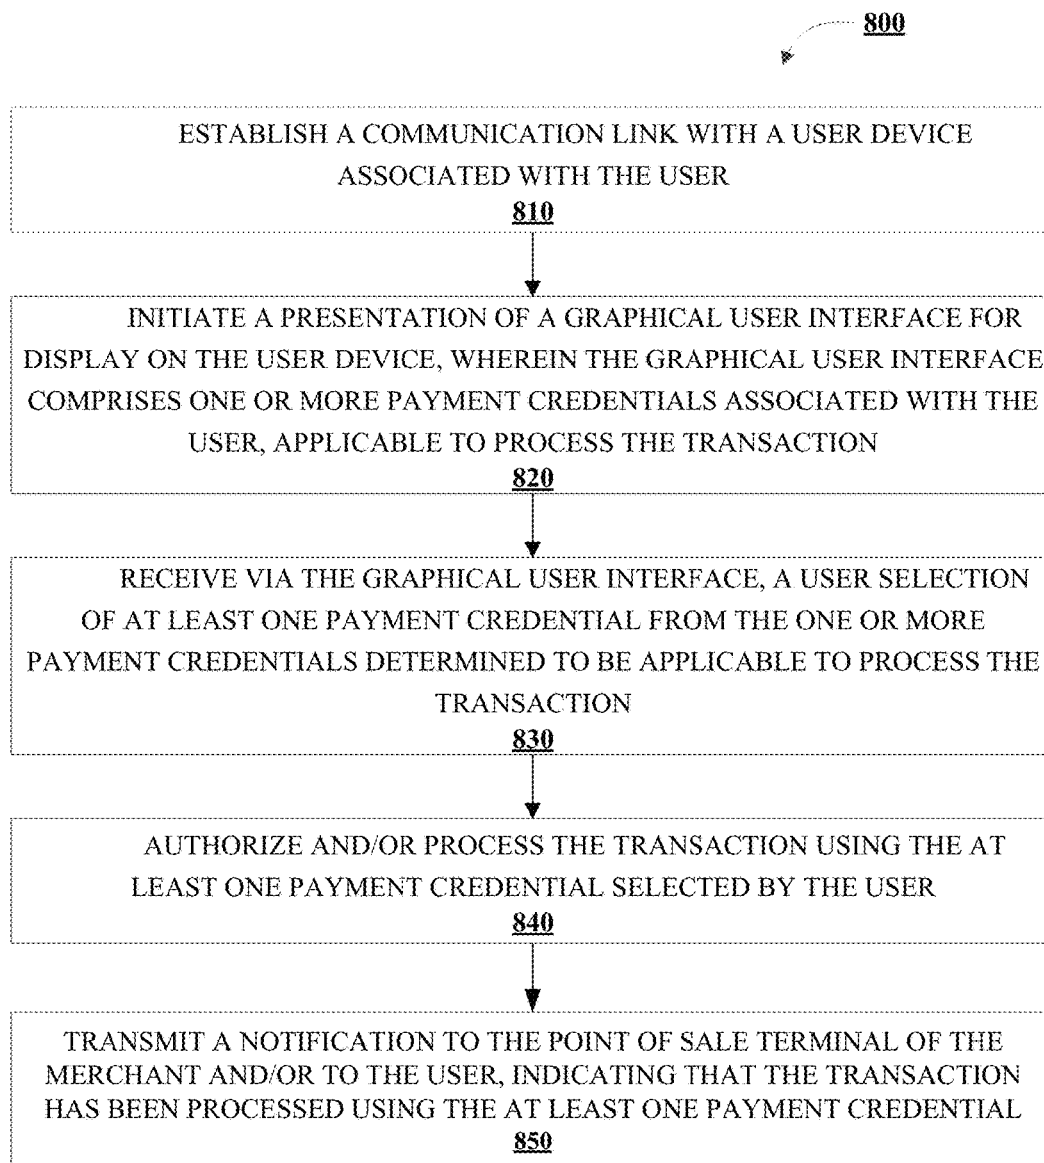 800
ESTABLISH A COMMUNICATION LINK WITH A USER DEVICE
ASSOCIATED WITH THE USER
810
INITIATE A PRESENTATION OF A GRAPHICAL USER INTERFACE FOR
DISPLAY ON THE USER DEVICE, WHEREIN THE GRAPHICAL USER INTERFACE
COMPRISES ONE OR MORE PAYMENT CREDENTIALS ASSOCIATED WITH THE
USER, APPLICABLE TO PROCESS THE TRANSACTION
820
RECEIVE VIA THE GRAPHICAL USER INTERFACE, A USER SELECTION
OF AT LEAST ONE PAYMENT CREDENTIAL FROM THE ONE OR MORE
PAYMENT CREDENTIALS DETERMINED TO BE APPLICABLE TO PROCESS THE
TRANSACTION
830
AUTHORIZE AND/OR PROCESS THE TRANSACTION USING THE AT
LEAST ONE PAYMENT CREDENTIAL SELECTED BY THE USER
840
TRANSMIT A NOTIFICATION TO THE POINT OF SALE TERMINAL OF THE
MERCHANT AND/OR TO THE USER, INDICATING THAT THE TRANSACTION
HAS BEEN PROCESSED USING THE AT LEAST ONE PAYMENT CREDENTIAL
850